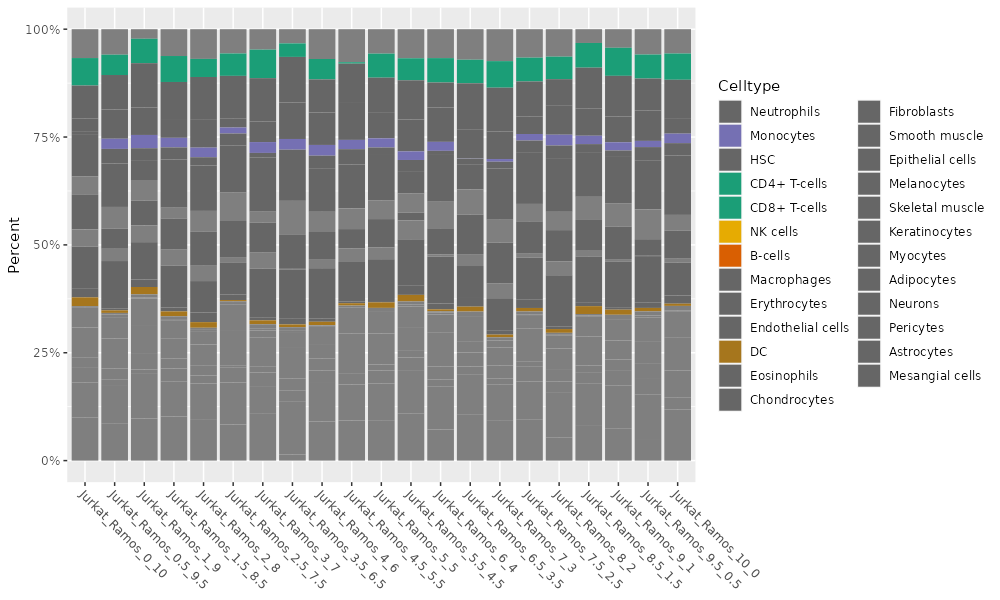 100%
75%
50%
25%
0%
Percent
Jurkat_Ramos_0_10
Jurkat_Ramos_0.5_9.5
Jurkat_Ramos_1_9
Jurkat_Ramos_1.5_8.5
Jurkat_Ramos_2_8
Jurkat_Ramos_2.5_7.5
Jurkat_Ramos_3_7
Jurkat_Ramos_3.5_6.5
Jurkat_Ramos_4_6
Jurkat_Ramos_4.5_5.5
Jurkat_Ramos_5_5
Jurkat_Ramos_5.5_4.5
Jurkat_Ramos_6_4
Jurkat_Ramos_6.5_3.5
Jurkat_Ramos_7_3
Jurkat_Ramos_7.5_2.5
Jurkat_Ramos_8_2
Jurkat_Ramos_8.5_1.5
Jurkat_Ramos_9_1
Jurkat_Ramos_9.5_0.5
Jurkat_Ramos_10_0
Celltype
Neutrophils
Monocytes
HSC
CD4+ T-cells
CD8+ T-cells
NK cells
B-cells
Macrophages
Erythrocytes
Endothelial cells
DC
Eosinophils
Chondrocytes
Fibroblasts
Smooth muscle
Epithelial cells
Melanocytes
Skeletal muscle
Keratinocytes
Myocytes
Adipocytes
Neurons
Pericytes
Astrocytes
Mesangial cells